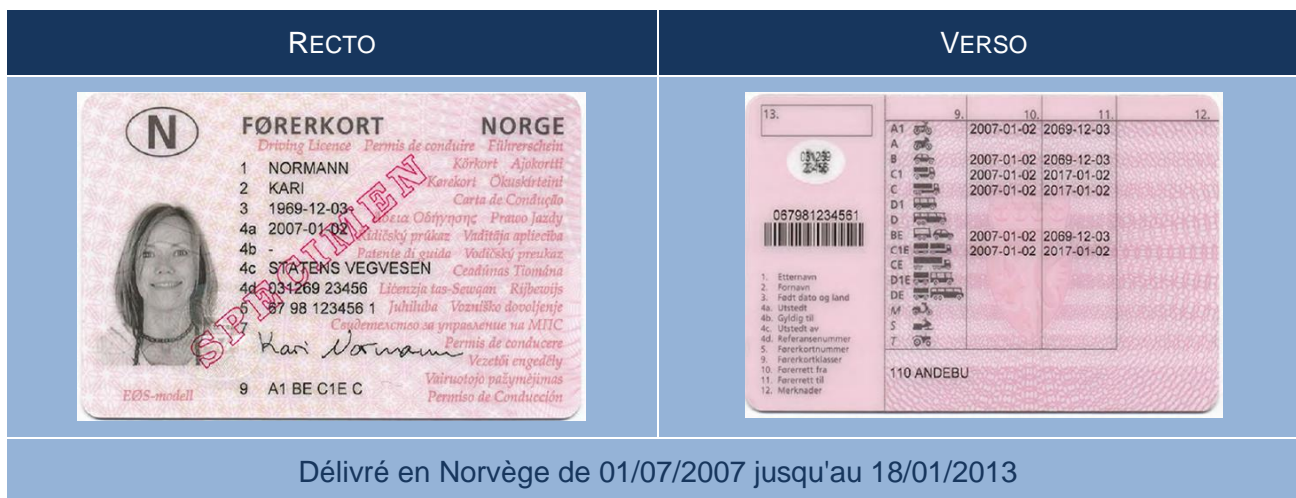 RECTO
VERSO
N
FØRERKORT NORGE
Driving Licence Permis de conduire Führerschein
Körkort Ajokortti
Kørekort Ökuskírteini
Carta de Condução
Οδήγησης Prawo Jazdy
Ridičský průkaz Vadītāja apliecība
Patente di guida Vodičský preukaz
Ceadúnas Tiomána
Licenzja tas-Sewqan Rijbewijs
Juhiluba Vozniško dovoljenje
Свидетелство за управление на МПС
Permis de conducere
Vezetői engedély
Vairuotojo pažymėjimas
Permiso de Conducción
1 NORMANN
2 KARI
3 1969-12-03
4a 2007-01-02
4b -
4c STATENS VEGVESEN
4d 031269 23456
5 67 98 123456 1
7 Kari Normann
9 A1 BE C1E C
EØS-modell
SPECIMEN
13.
9. 10. 11. 12.
031269
23456
067981234561
A1 2007-01-02 2069-12-03
A
B 2007-01-02 2069-12-03
C1 2007-01-02 2017-01-02
C 2007-01-02 2017-01-02
D1
D
BE 2007-01-02 2069-12-03
C1E 2007-01-02 2017-01-02
CE
D1E
DE
M
S
T
1. Etternavn
2. Fornavn
3. Født dato og land
4a. Utstedt
4b. Gyldig til
4c. Utstedt av
4d. Referansenummer
5. Førerkortnummer
9. Førerkortklasser
10. Førerrett fra
11. Førerrett til
12. Merknader
110 ANDEBU
Délivré en Norvège de 01/07/2007 jusqu'au 18/01/2013